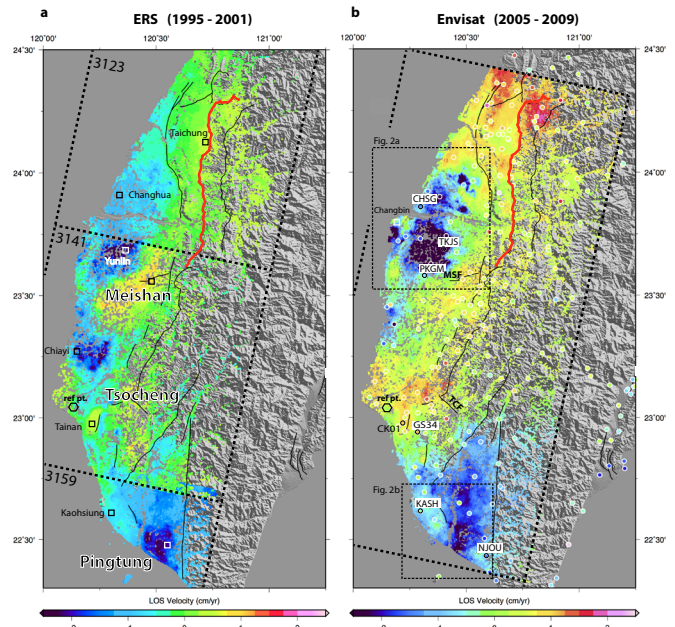 a
ERS (1995 - 2001)
120˚00'
120˚30'
121˚00'
24˚30'
24˚00'
23˚30'
23˚00'
22˚30'
3123
Taichung
Changhua
3141
Yunlin
Meishan
Chiayi
Tsocheng
ref pt.
Tainan
3159
Kaohsiung
Pingtung
LOS Velocity (cm/yr)
b
Envisat (2005 - 2009)
120˚00'
120˚30'
121˚00'
24˚30'
24˚00'
23˚30'
23˚00'
22˚30'
Fig. 2a
CHSG
Changbin
TKJS
PKGM
MSF
ref pt.
TCF
CK01
GS34
Fig. 2b
KASH
NJOU
LOS Velocity (cm/yr)